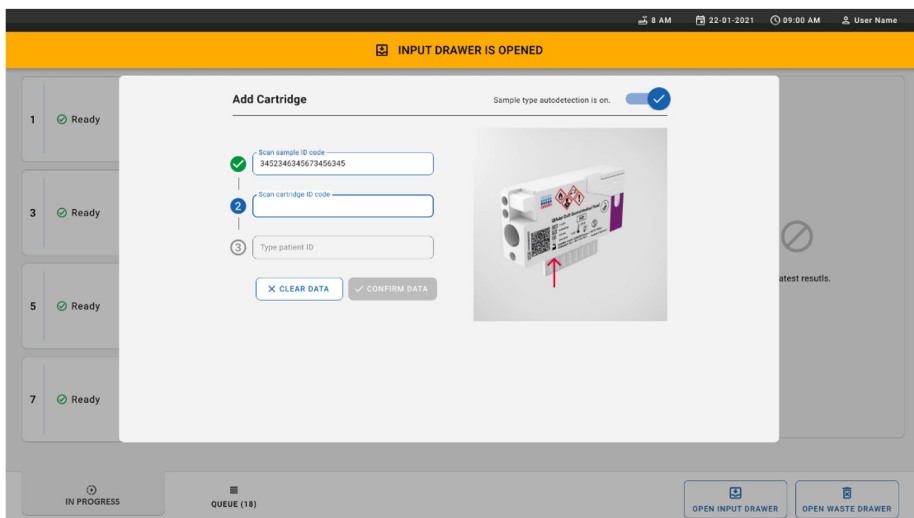 8 AM
22-01-2021
09:00 AM
User Name
INPUT DRAWER IS OPENED
Add Cartridge
Sample type autodetection is on.
1
Ready
Scan sample ID code
3452346345673456345
2
Scan cartridge ID code
3
Ready
3
Type patient ID
CLEAR DATA
CONFIRM DATA
atest resutls.
5
Ready
7
Ready
IN PROGRESS
QUEUE (18)
OPEN INPUT DRAWER
OPEN WASTE DRAWER